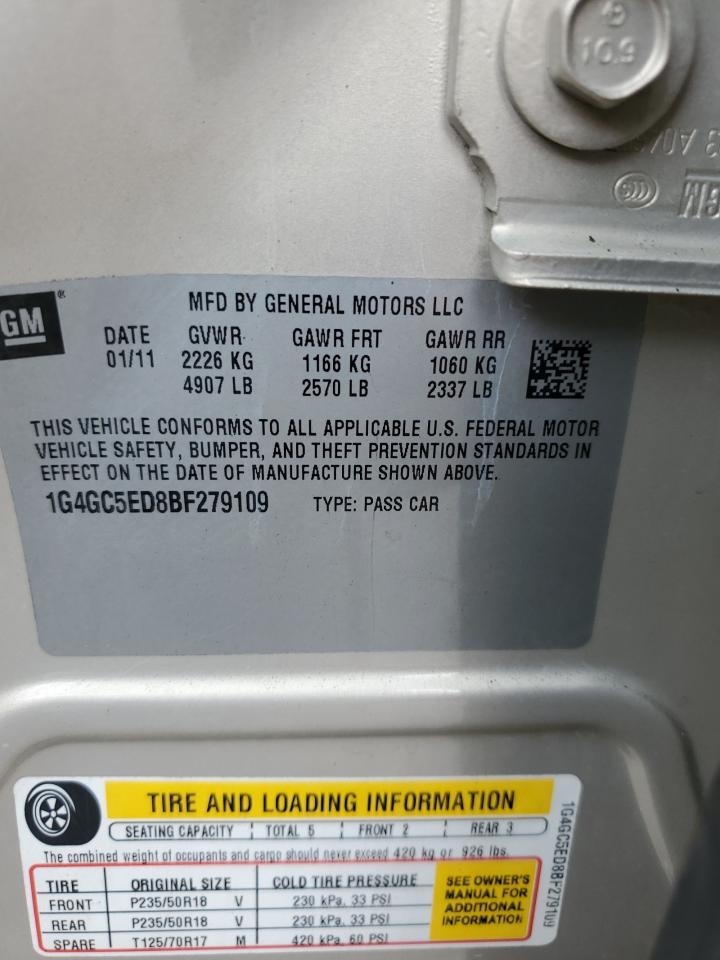 10.9
GM
GM ®
MFD BY GENERAL MOTORS LLC
DATE GVWR GAWR FRT GAWR RR
01/11 2226 KG 1166 KG 1060 KG
4907 LB 2570 LB 2337 LB
THIS VEHICLE CONFORMS TO ALL APPLICABLE U.S. FEDERAL MOTOR
VEHICLE SAFETY, BUMPER, AND THEFT PREVENTION STANDARDS IN
EFFECT ON THE DATE OF MANUFACTURE SHOWN ABOVE.
1G4GC5ED8BF279109 TYPE: PASS CAR
TIRE AND LOADING INFORMATION
SEATING CAPACITY TOTAL 5 FRONT 2 REAR 3
The combined weight of occupants and cargo should never exceed 420 kg or 926 lbs.
TIRE ORIGINAL SIZE COLD TIRE PRESSURE
FRONT P235/50R18 V 230 kPa, 33 PSI
REAR P235/50R18 V 230 kPa, 33 PSI
SPARE T125/70R17 M 420 kPa, 60 PSI
SEE OWNER'S
MANUAL FOR
ADDITIONAL
INFORMATION
1G4GC5ED8BF279109